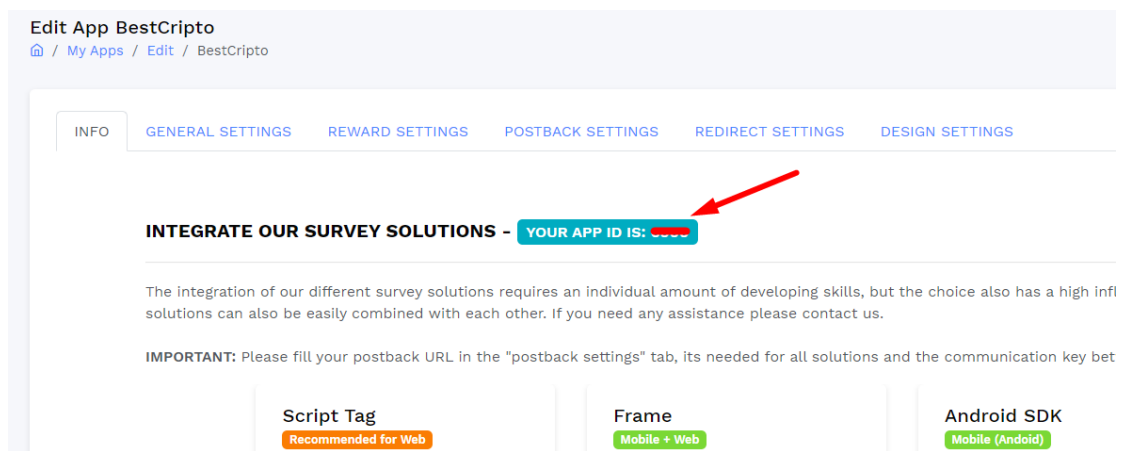 Edit App BestCripto
/ My Apps / Edit / BestCripto
INFO GENERAL SETTINGS REWARD SETTINGS POSTBACK SETTINGS REDIRECT SETTINGS DESIGN SETTINGS
INTEGRATE OUR SURVEY SOLUTIONS - YOUR APP ID IS:
The integration of our different survey solutions requires an individual amount of developing skills, but the choice also has a high
solutions can also be easily combined with each other. If you need any assistance please contact us.
IMPORTANT: Please fill your postback URL in the "postback settings" tab, its needed for all solutions and the communication key
Script Tag Frame Android SDK
Recommended for Web Mobile + Web Mobile (Andoid)